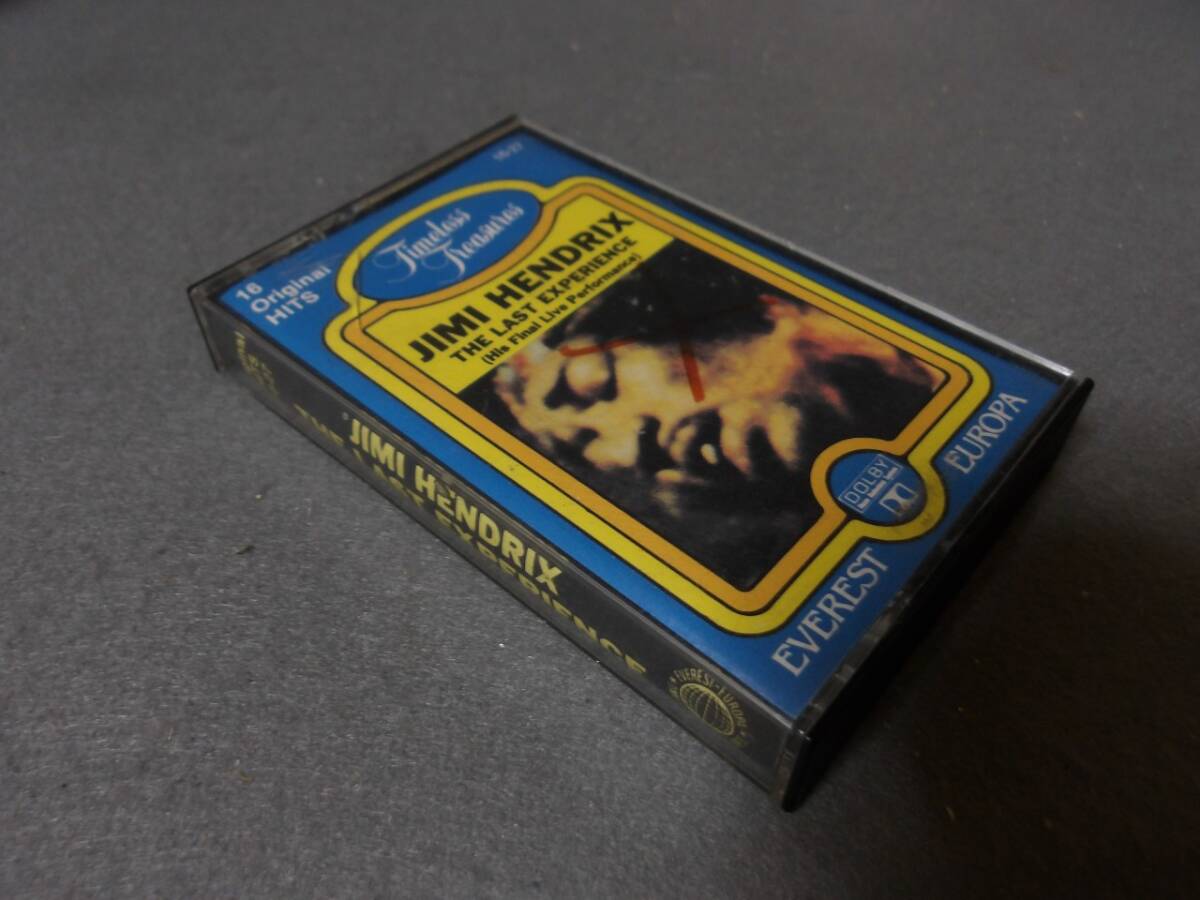 16
Original
HITS
Timeless
Treasures
JIMI HENDRIX
THE LAST EXPERIENCE
(His Final Live Performance)
DOLBY
EVEREST EUROPA
JIMI HENDRIX
THE LAST EXPERIENCE
EVEREST-EUROPA